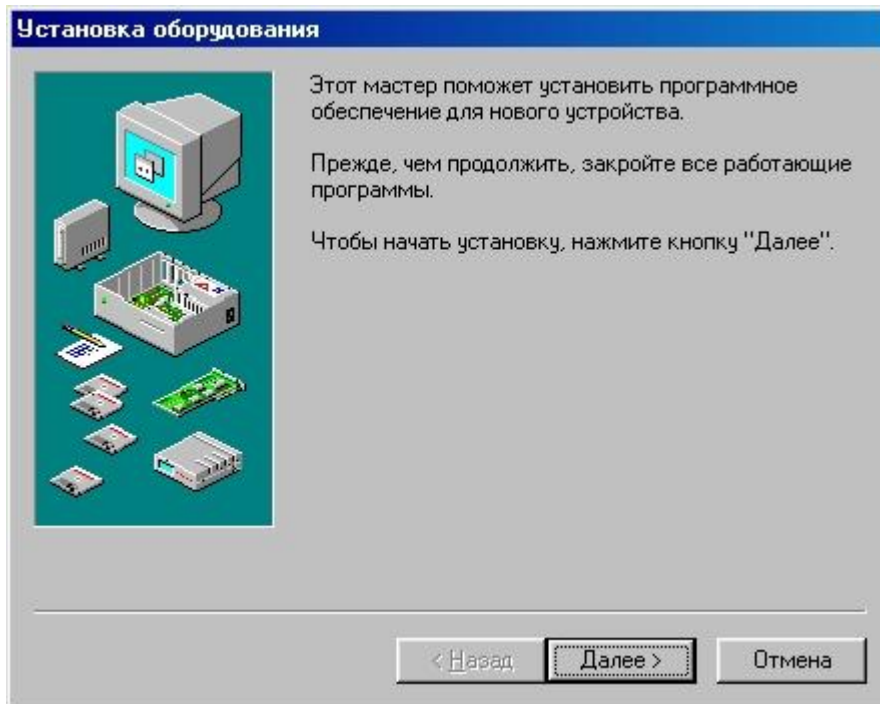 Установка оборудования
Этот мастер поможет установить программное
обеспечение для нового устройства.
Прежде, чем продолжить, закройте все работающие
программы.
Чтобы начать установку, нажмите кнопку "Далее".
< Назад
Далее >
Отмена